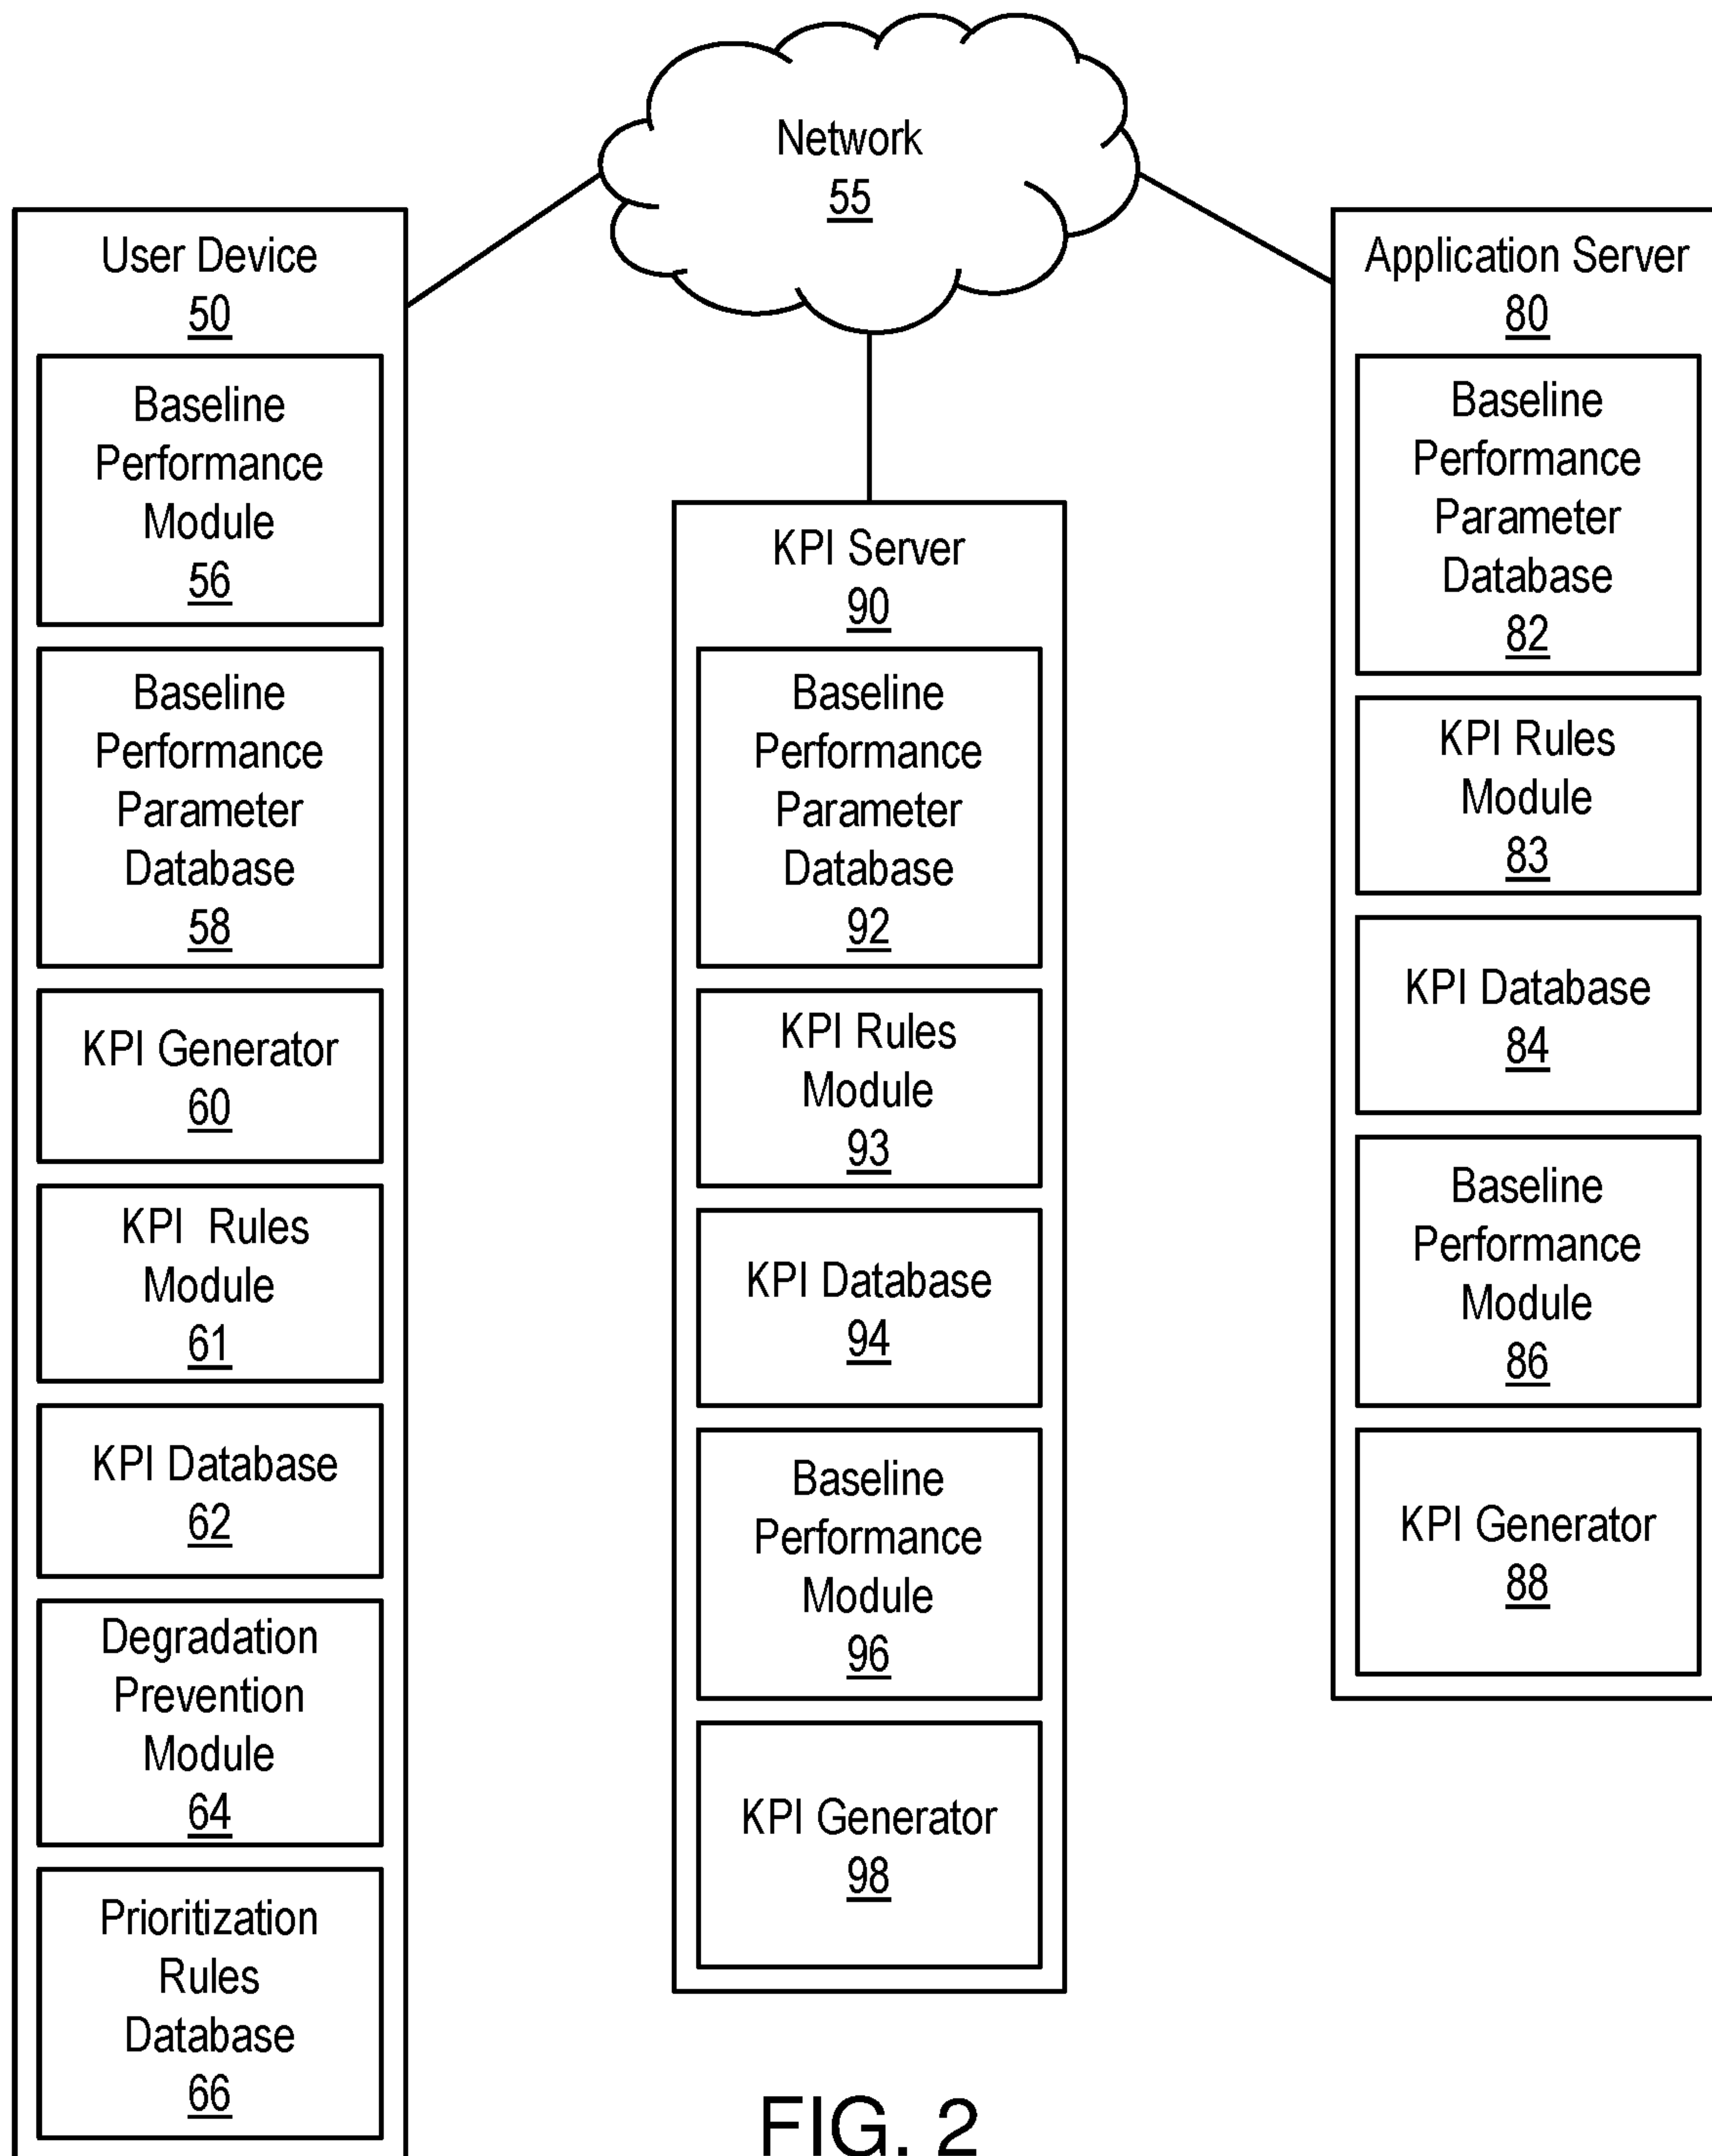 Network
55
User Device
50
Baseline
Performance
Module
56
Baseline
Performance
Parameter
Database
58
KPI Generator
60
KPI Rules
Module
61
KPI Database
62
Degradation
Prevention
Module
64
Prioritization
Rules
Database
66
KPI Server
90
Baseline
Performance
Parameter
Database
92
KPI Rules
Module
93
KPI Database
94
Baseline
Performance
Module
96
KPI Generator
98
Application Server
80
Baseline
Performance
Parameter
Database
82
KPI Rules
Module
83
KPI Database
84
Baseline
Performance
Module
86
KPI Generator
88
FIG. 2